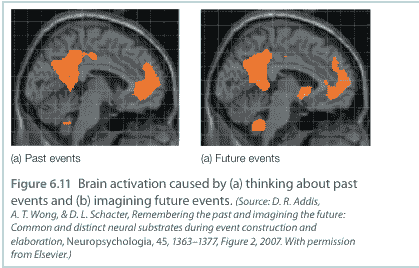 (a) Past events
(a) Future events
Figure 6.11 Brain activation caused by (a) thinking about past
events and (b) imagining future events. (Source: D. R. Addis,
A. T. Wong, & D. L. Schacter, Remembering the past and imagining the future:
Common and distinct neural substrates during event construction and
elaboration, Neuropsychologia, 45, 1363–1377, Figure 2, 2007. With permission
from Elsevier.)